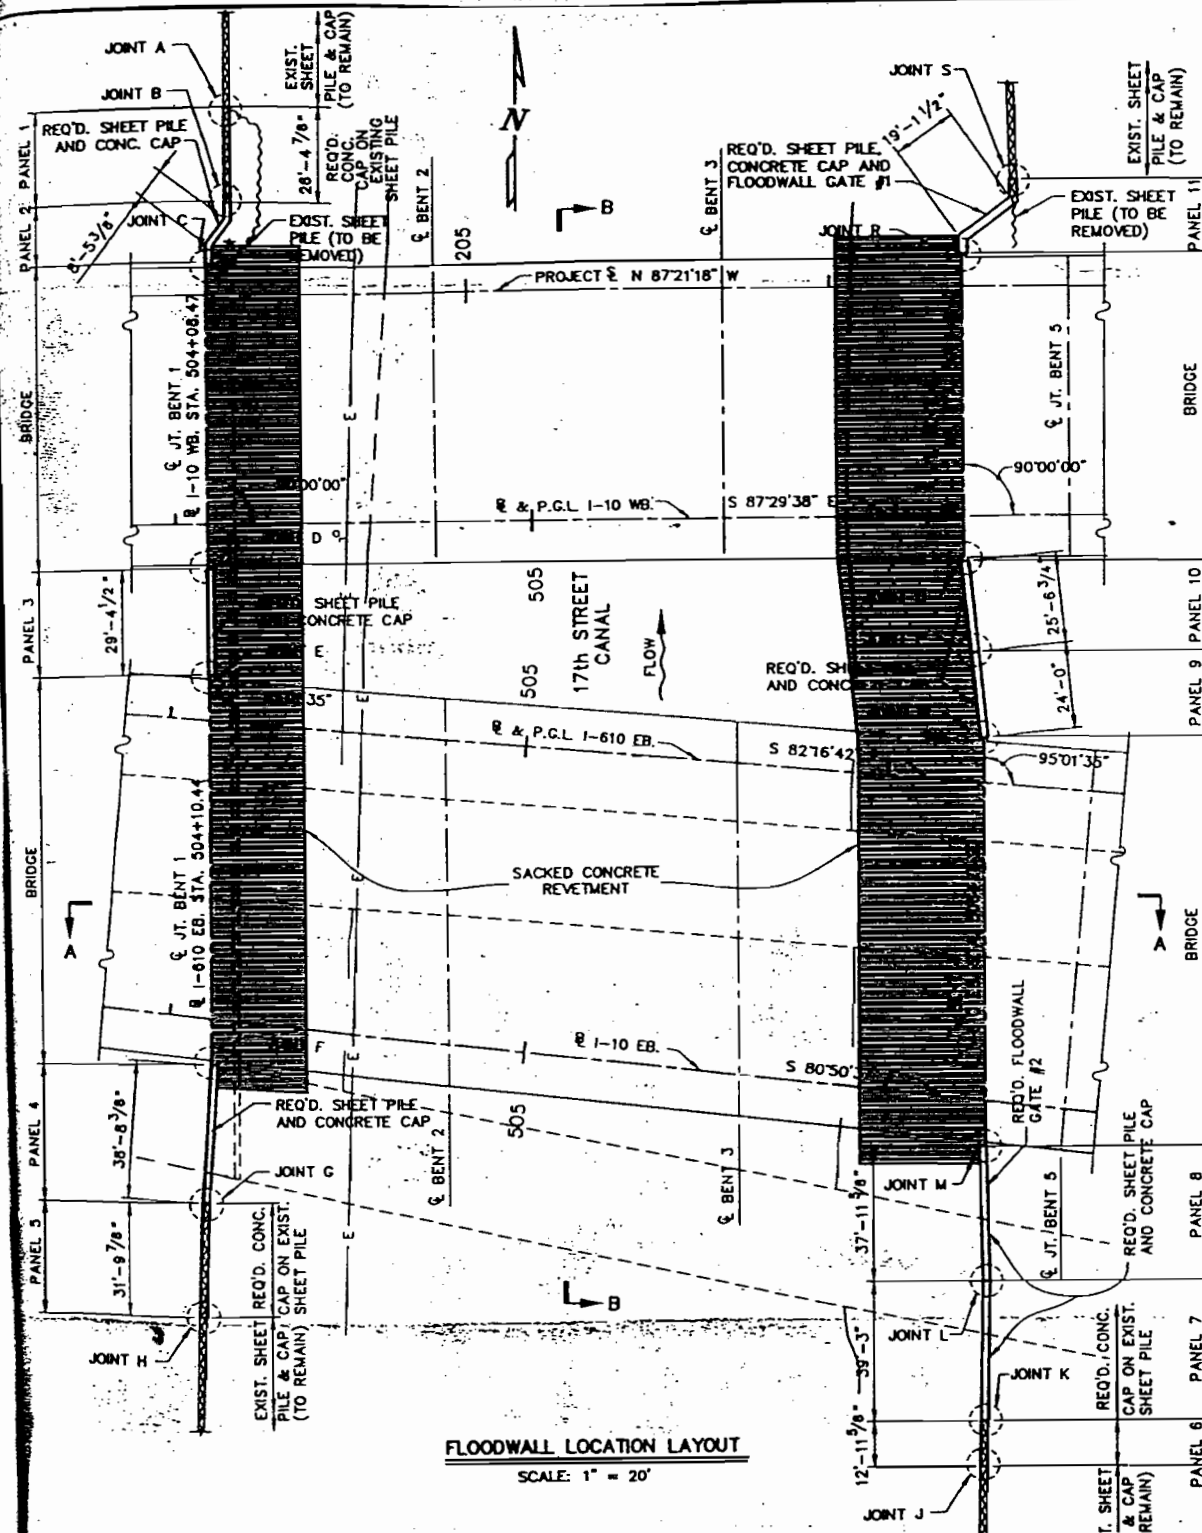 JOINT A
JOINT B
REQ'D. SHEET PILE
AND CONC. CAP
JOINT C
8'-5 3/8"
PANEL 1
PANEL 2
EXIST.
SHEET
PILE & CAP
(TO REMAIN)
28'-4 7/8"
REQ'D.
CONC.
CAP ON
EXISTING
SHEET PILE
EXIST. SHEET
PILE (TO BE
REMOVED)
N
B
℄ BENT 2
205
℄ BENT 3
JOINT S
19'-1 1/2"
REQ'D. SHEET PILE,
CONCRETE CAP AND
FLOODWALL GATE #1
JOINT R
EXIST. SHEET
PILE & CAP
(TO REMAIN)
EXIST. SHEET
PILE (TO BE
REMOVED)
PANEL 11
PROJECT ℄ N 87°21'18" W
BRIDGE
℄ JT. BENT 1
I-10 WB. STA. 504+08.47
00'00"
E
& P.G.L. I-10 WB.
S 87°29'38" E
℄ JT. BENT 5
90°00'00"
BRIDGE
D
PANEL 3
29'-4 1/2"
SHEET PILE
CONCRETE CAP
E
E
35"
505
505
17th STREET
CANAL
FLOW
REQ'D. SH
AND CONC
25'-6 3/4"
24'-0"
PANEL 10
PANEL 9
& P.G.L. I-610 EB.
S 82°16'42"
95°01'35"
BRIDGE
℄ JT. BENT 1
I-610 EB. STA. 504+10.44
SACKED CONCRETE
REVETMENT
E
A
A
BRIDGE
I-10 EB.
S 80°50'3
F
E
REQ'D. FLOODWALL
GATE #2
REQ'D. SHEET PILE
AND CONCRETE CAP
505
℄ BENT 2
℄ BENT 3
PANEL 4
38'-8 3/8"
REQ'D. SHEET PILE
AND CONCRETE CAP
JOINT G
JOINT M
37'-11 5/8"
℄ JT. BENT 5
PANEL 8
PANEL 5
31'-9 7/8"
REQ'D. CONC.
CAP ON EXIST.
SHEET PILE
EXIST. SHEET
PILE & CAP
(TO REMAIN)
E
B
JOINT H
JOINT L
39'-3"
JOINT K
REQ'D. CONC.
CAP ON EXIST.
SHEET PILE
PANEL 7
12'-11 5/8"
PANEL 6
JOINT J
T. SHEET
& CAP
REMAIN)
FLOODWALL LOCATION LAYOUT
SCALE: 1" = 20'